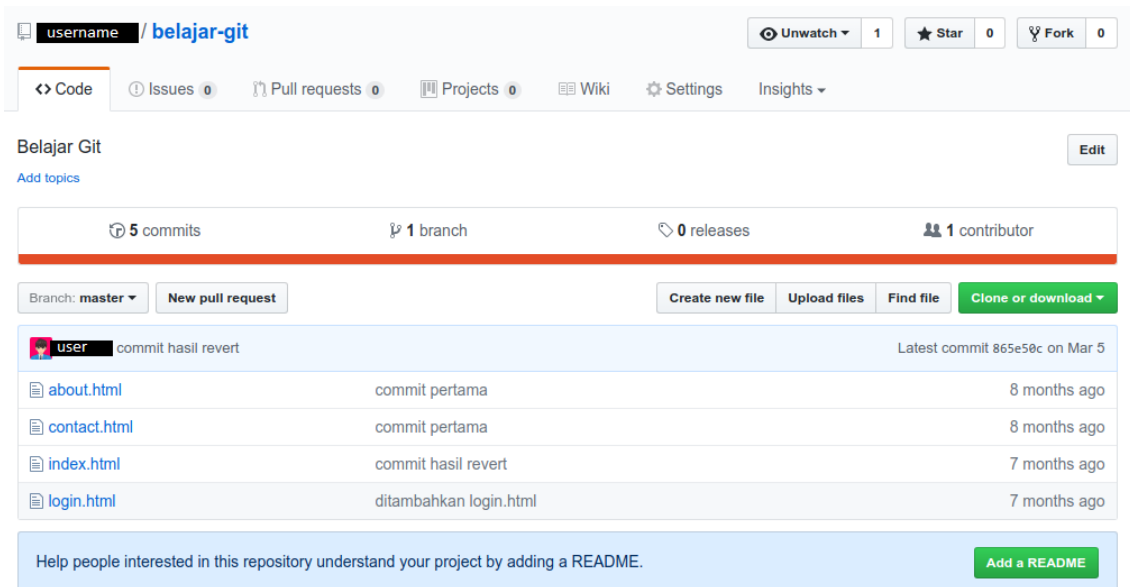 username / belajar-git
Unwatch 1 Star 0 Fork 0
<> Code Issues 0 Pull requests 0 Projects 0 Wiki Settings Insights
Belajar Git
Edit
Add topics
5 commits 1 branch 0 releases 1 contributor
Branch: master New pull request Create new file Upload files Find file Clone or download
user commit hasil revert Latest commit 865e50c on Mar 5
about.html commit pertama 8 months ago
contact.html commit pertama 8 months ago
index.html commit hasil revert 7 months ago
login.html ditambahkan login.html 7 months ago
Help people interested in this repository understand your project by adding a README. Add a README